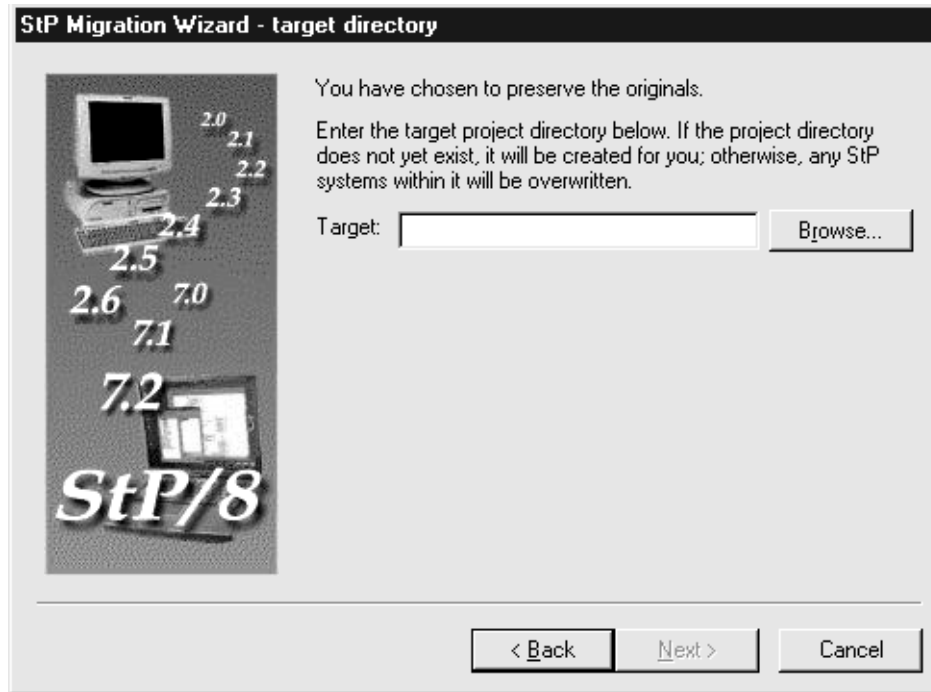 StP Migration Wizard - target directory
2.0
2.1
2.2
2.3
2.4
2.5
2.6
7.0
7.1
7.2
StP/8
You have chosen to preserve the originals.
Enter the target project directory below. If the project directory
does not yet exist, it will be created for you; otherwise, any StP
systems within it will be overwritten.
Target:
Browse...
< Back
Next >
Cancel